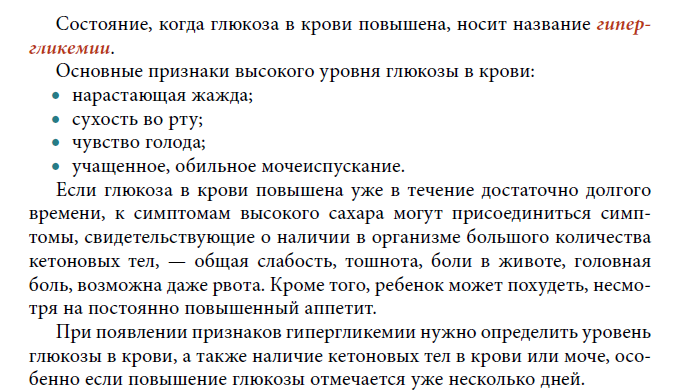 Состояние, когда глюкоза в крови повышена, носит название гипер-
гликемии.
Основные признаки высокого уровня глюкозы в крови:
• нарастающая жажда;
• сухость во рту;
• чувство голода;
• учащенное, обильное мочеиспускание.
Если глюкоза в крови повышена уже в течение достаточно долгого
времени, к симптомам высокого сахара могут присоединиться симп-
томы, свидетельствующие о наличии в организме большого количества
кетоновых тел, — общая слабость, тошнота, боли в животе, головная
боль, возможна даже рвота. Кроме того, ребенок может похудеть, несмо-
тря на постоянно повышенный аппетит.
При появлении признаков гипергликемии нужно определить уровень
глюкозы в крови, а также наличие кетоновых тел в крови или моче, осо-
бенно если повышение глюкозы отмечается уже несколько дней.